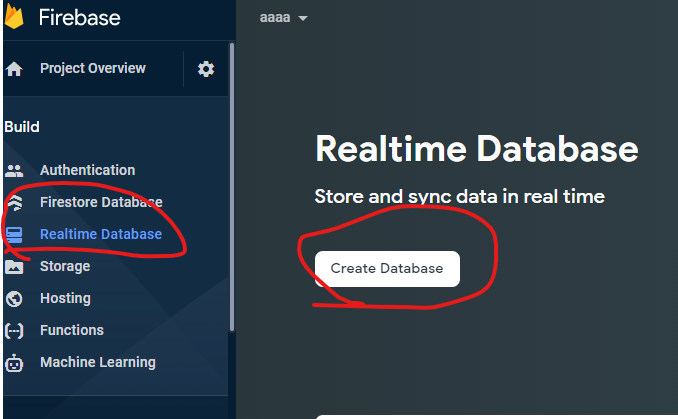 Firebase
aaaa
Project Overview
Build
Authentication
Firestore Database
Realtime Database
Storage
Hosting
Functions
Machine Learning
Realtime Database
Store and sync data in real time
Create Database